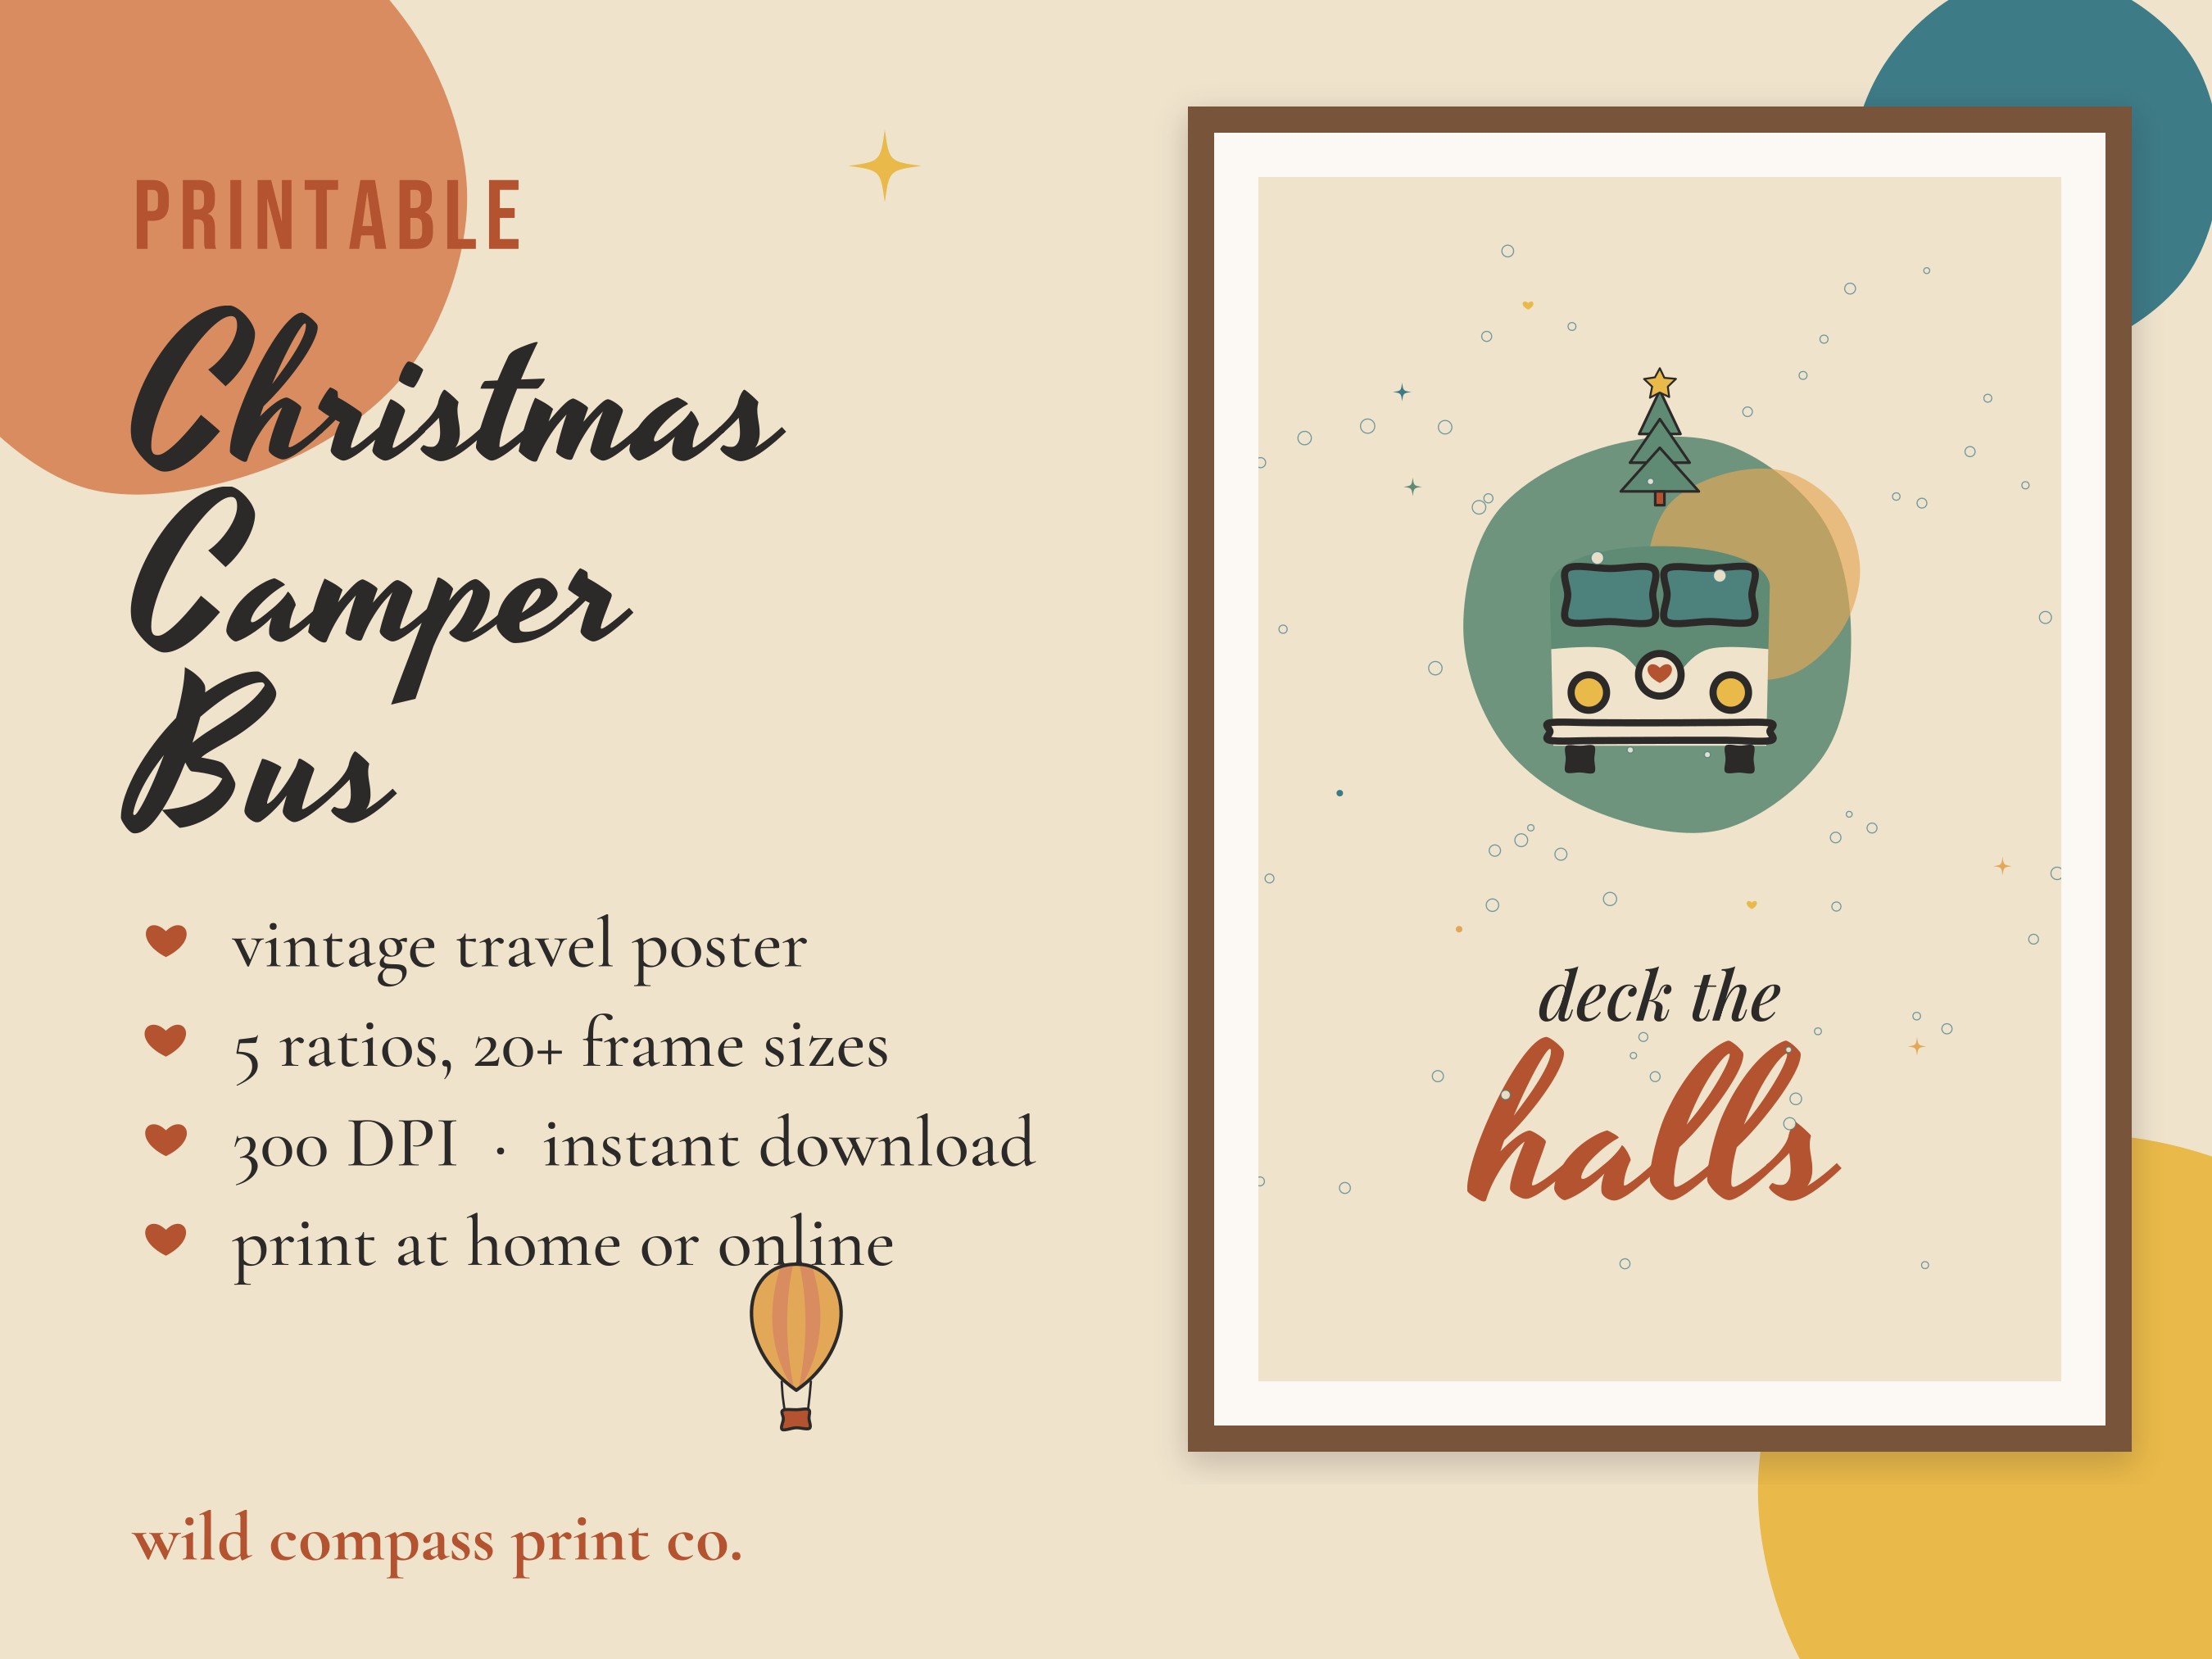 PRINTABLE
Christmas
Camper
Bus
vintage travel poster
5 ratios, 20+ frame sizes
300 DPI · instant download
print at home or online
wild compass print co.
deck the
halls